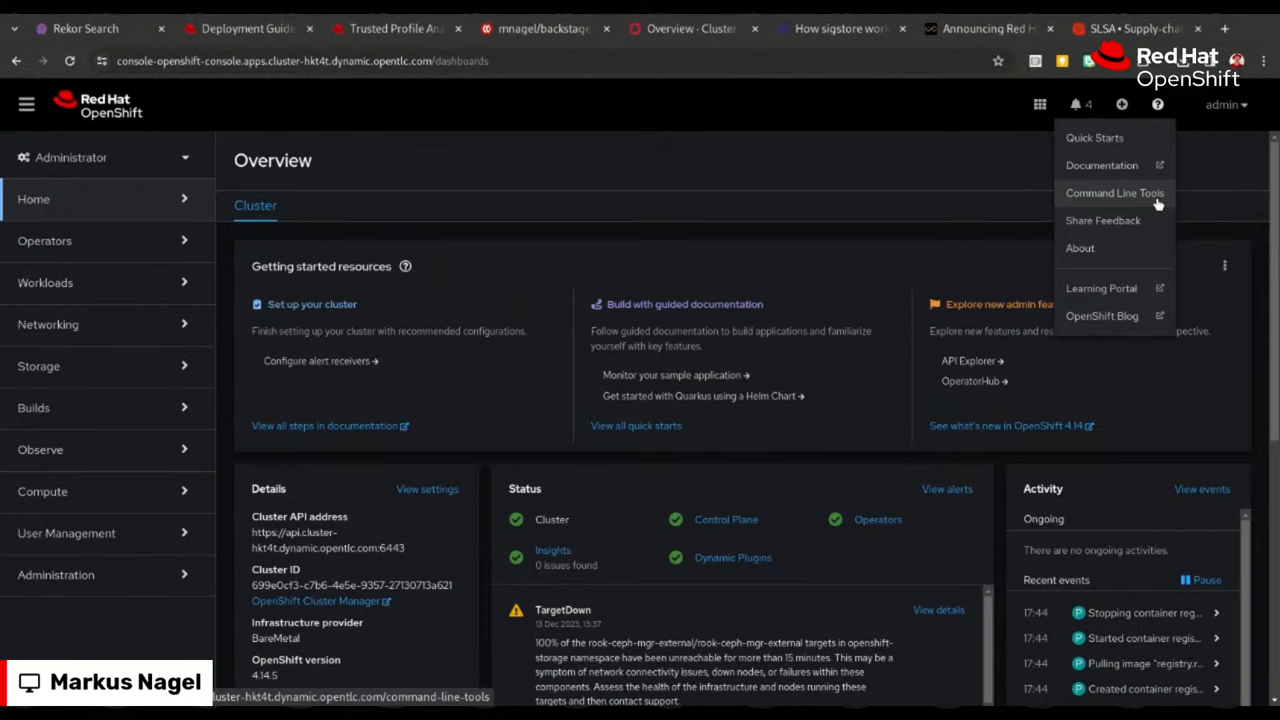 Rekor Search
Deployment Guide
Trusted Profile Ana
mnagel/backstage
Overview · Cluster
How sigstore wor
Announcing Red H
SLSA • Supply-chai
console-openshift-console.apps.cluster-hkt4t.dynamic.opentlc.com/dashboards
Red Hat
OpenShift
Red Hat
OpenShift
4
admin
Administrator
Home
Operators
Workloads
Networking
Storage
Builds
Observe
Compute
User Management
Administration
Overview
Cluster
Quick Starts
Documentation
Command Line Tools
Share Feedback
About
Learning Portal
OpenShift Blog
Getting started resources
Set up your cluster
Finish setting up your cluster with recommended configurations.
Configure alert receivers
View all steps in documentation
Build with guided documentation
Follow guided documentation to build applications and familiarize
yourself with key features.
Monitor your sample application
Get started with Quarkus using a Helm Chart
View all quick starts
Explore new admin fea
Explore new features and res
spective.
API Explorer
OperatorHub
See what's new in OpenShift 4.14
Details
View settings
Cluster API address
https://api.cluster-
hkt4t.dynamic.opentlc.com:6443
Cluster ID
699e0cf3-c7b6-4e5e-9357-27130713a621
OpenShift Cluster Manager
Infrastructure provider
BareMetal
OpenShift version
4.14.5
Status
View alerts
Cluster
Control Plane
Operators
Insights
0 issues found
Dynamic Plugins
TargetDown
View details
13 Dec 2023, 13:37
100% of the rook-ceph-mgr-external/rook-ceph-mgr-external targets in openshift-
storage namespace have been unreachable for more than 15 minutes. This may be a
symptom of network connectivity issues, down nodes, or failures within these
components. Assess the health of the infrastructure and nodes running these
targets and then contact support.
Activity
View events
Ongoing
There are no ongoing activities.
Recent events
Pause
17:44 P Stopping container reg...
17:44 P Started container regis...
17:44 P Pulling image "registry.r...
17:44 P Created container regis...
Markus Nagel
luster-hkt4t.dynamic.opentlc.com/command-line-tools